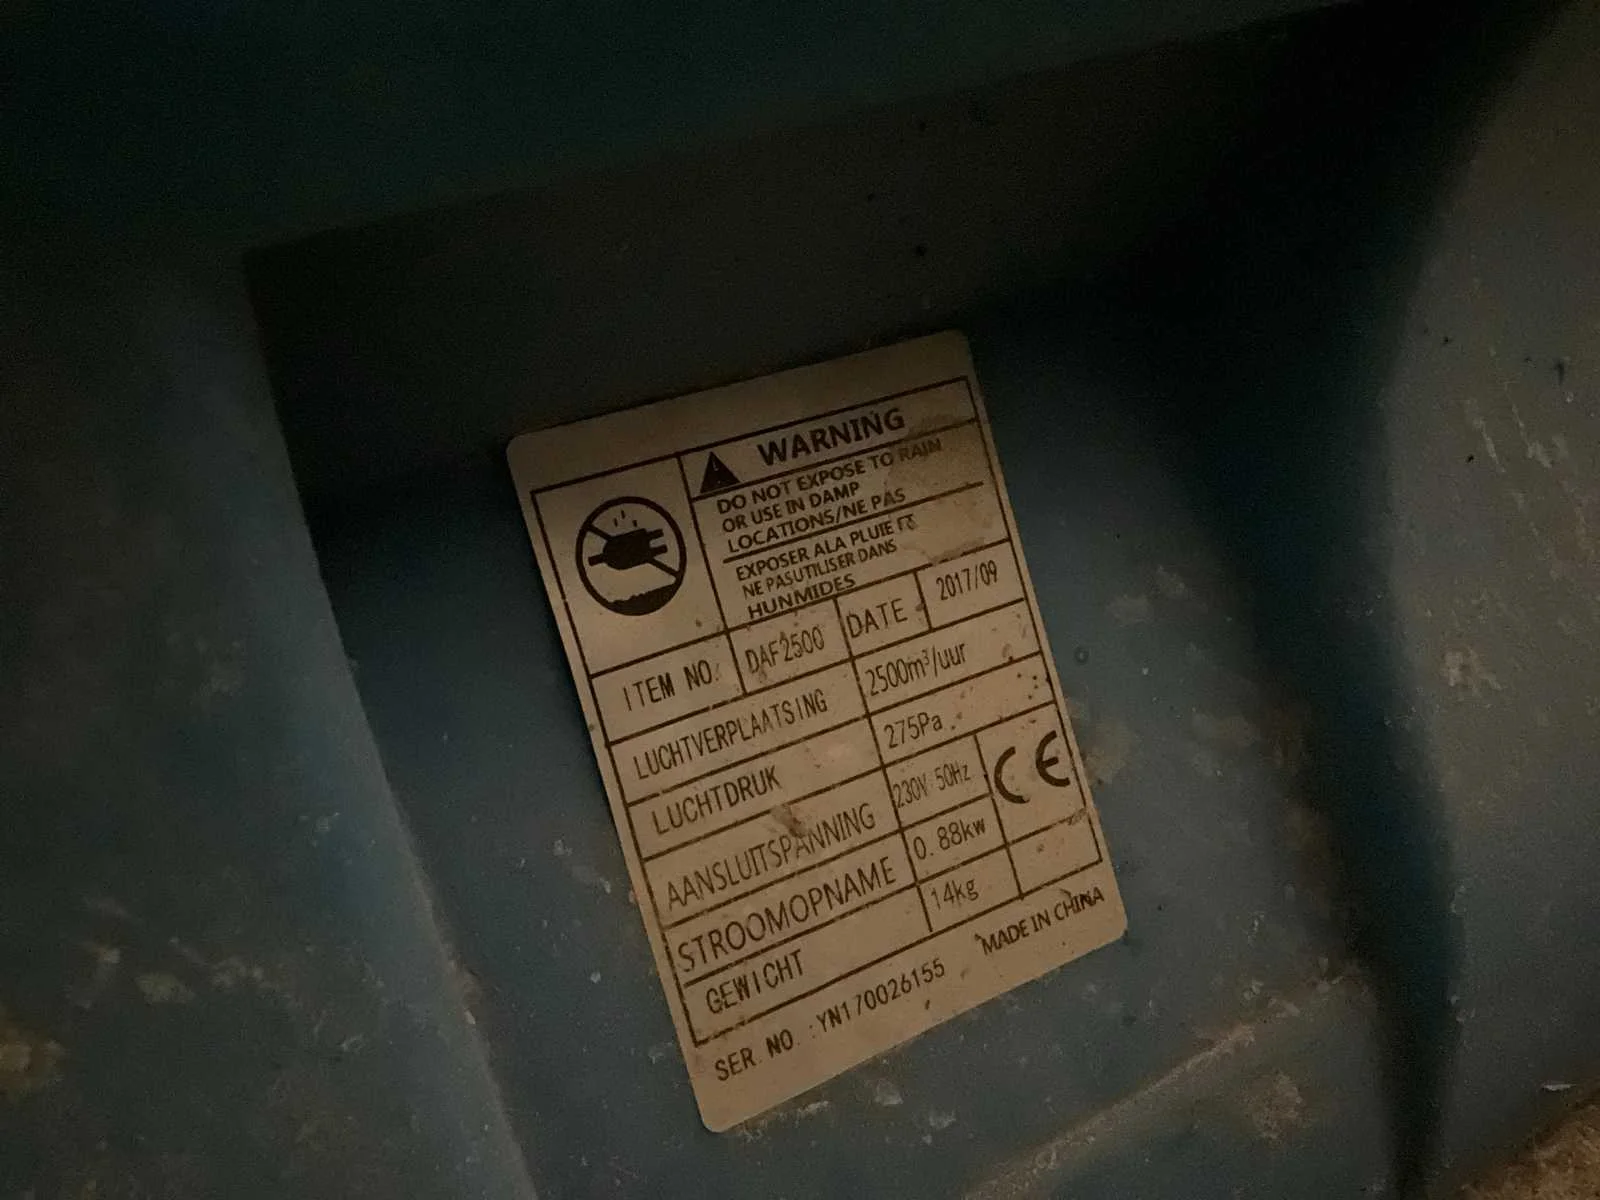 WARNING
DO NOT EXPOSE TO RAIN
OR USE IN DAMP
LOCATIONS/NE PAS
EXPOSER ALA PLUIE ET
NE PASUTILISER DANS
HUNMIDES
ITEM NO. DAF2500 DATE 2017/09
LUCHTVERPLAATSING 2500m³/uur
LUCHTDRUK 275Pa
AANSLUITSPANNING 230V 50Hz CE
STROOMOPNAME 0.88kw
GEWICHT 14kg
SER. NO.:YN170026155 MADE IN CHINA